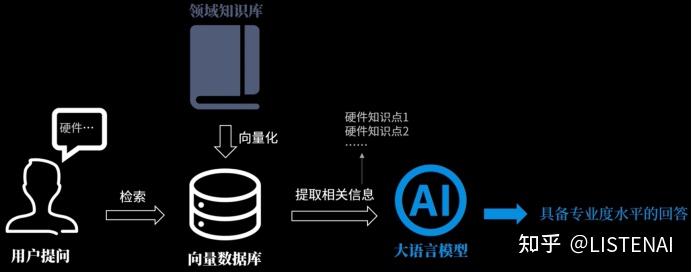 领域知识库
硬件…
向量化
硬件知识点1
硬件知识点2
……
检索
提取相关信息
AI
具备专业度水平的回答
用户提问
向量数据库
大语言模型
知乎 @LISTENAI